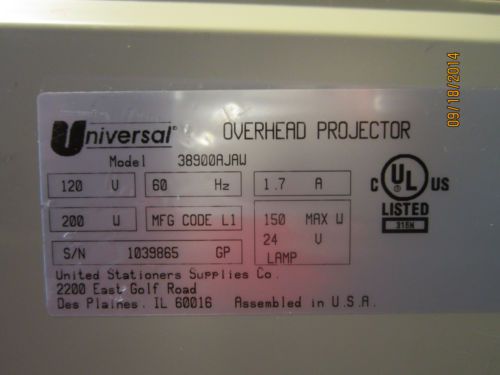 09/18/2014
Universal® OVERHEAD PROJECTOR
Model 38900AJAW
120 V 60 Hz 1.7 A
C UL US
LISTED
315K
200 W MFG CODE L1 150 MAX W
24 V
LAMP
S/N 1039865 GP
United Stationers Supplies Co.
2200 East Golf Road
Des Plaines, IL 60016 Assembled in U.S.A.